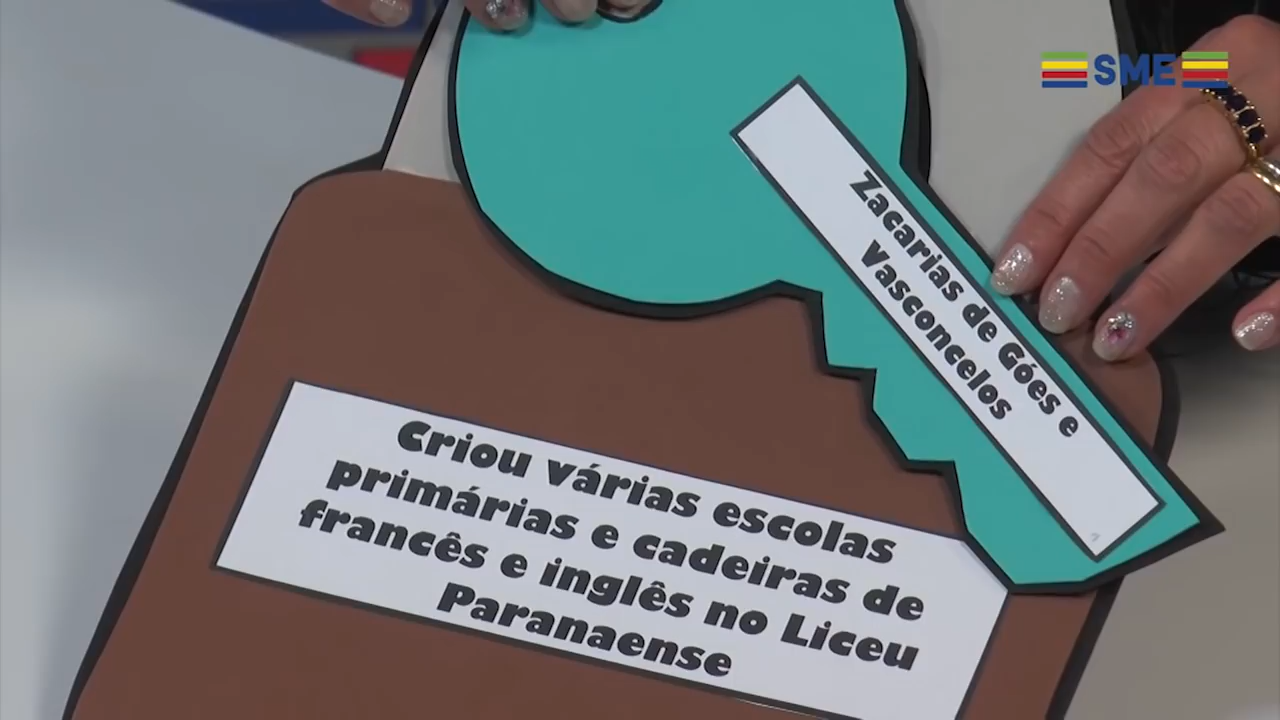 SME
Zacarias de Góes e
Vasconcelos
Criou várias escolas
primárias e cadeiras de
francês e inglês no Liceu
Paranaense